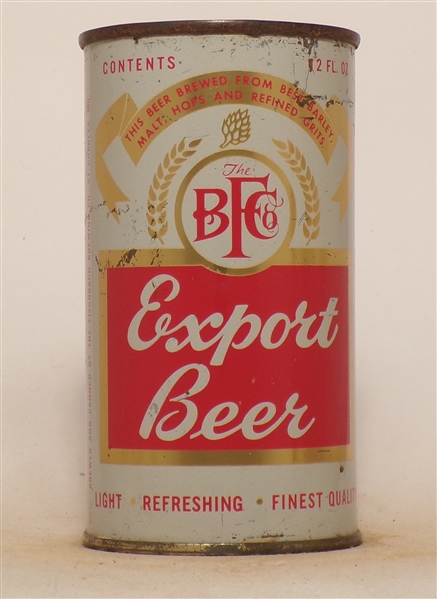 CONTENTS 12 FL. OZ.
THIS BEER BREWED FROM BEST BARLEY,
MALT, HOPS AND REFINED GRITS
The
BFCo
Export
Beer
LIGHT • REFRESHING • FINEST QUALITY